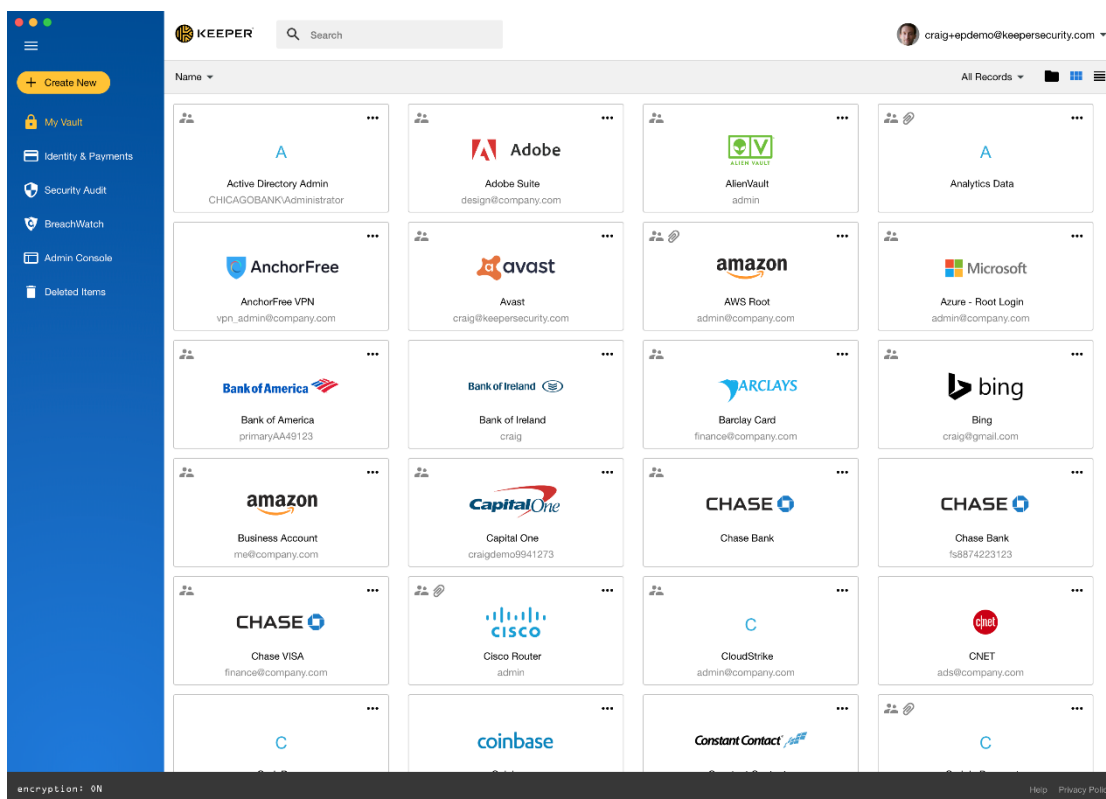 KEEPER
Search
craig+epdemo@keepersecurity.com
Create New
Name
All Records
My Vault
Identity & Payments
Security Audit
BreachWatch
Admin Console
Deleted Items
A
Active Directory Admin
CHICAGOBANK\Administrator
Adobe
Adobe Suite
design@company.com
ALIEN VAULT
AlienVault
admin
A
Analytics Data
AnchorFree
AnchorFree VPN
vpn_admin@company.com
avast
Avast
craig@keepersecurity.com
amazon
AWS Root
admin@company.com
Microsoft
Azure - Root Login
admin@company.com
Bank of America
Bank of America
primaryAA49123
Bank of Ireland
Bank of Ireland
craig
BARCLAYS
Barclay Card
finance@company.com
bing
Bing
craig@gmail.com
amazon
Business Account
me@company.com
Capital One
Capital One
craigdemo9941273
CHASE
Chase Bank
CHASE
Chase Bank
fs8874223123
CHASE
Chase VISA
finance@company.com
CISCO
Cisco Router
admin
C
CloudStrike
admin@company.com
c|net
CNET
ads@company.com
C
coinbase
Constant Contact
C
encryption: ON
Help
Privacy Polic